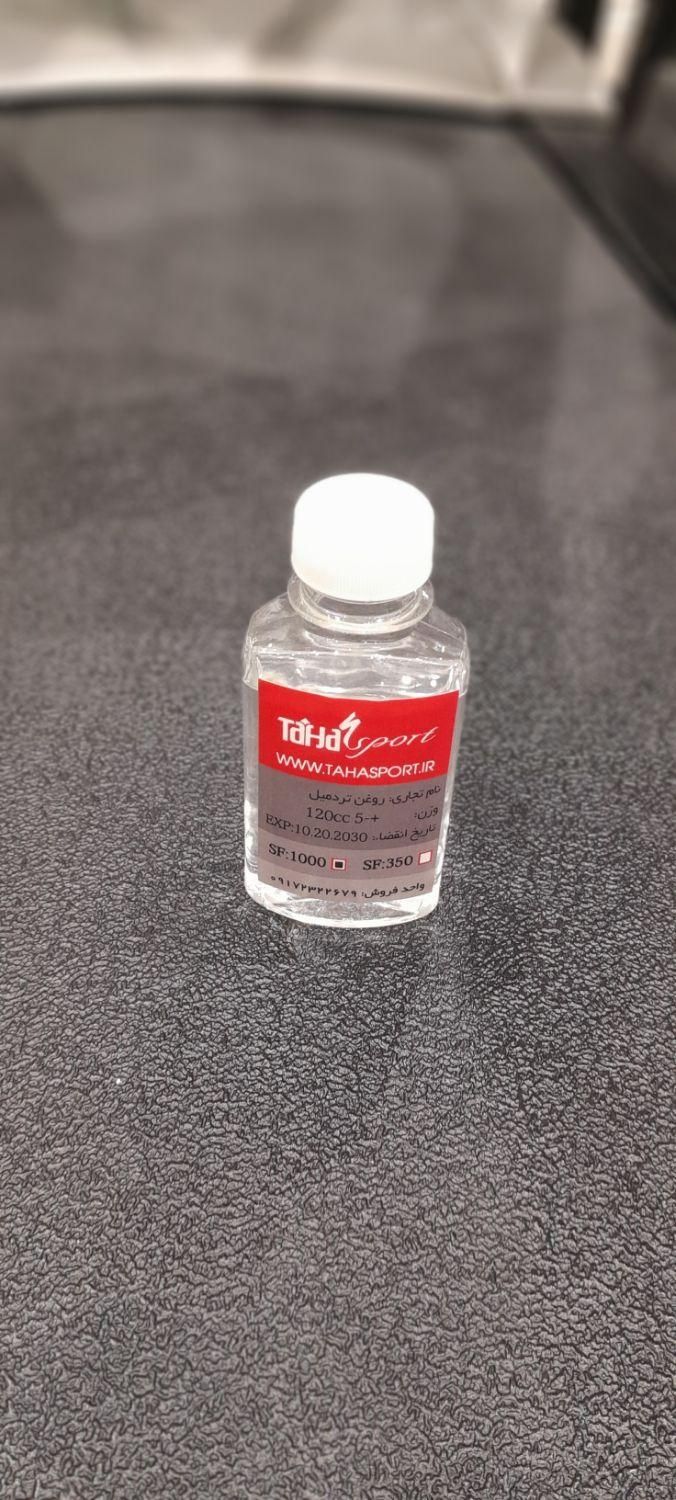 Taha sport
WWW.TAHASPORT.IR
نام تجاری: روغن تردمیل
وزن: 120cc 5-+
تاریخ انقضاء: EXP:10.20.2030
SF:1000 SF:350
واحد فروش: ۰۹۱۷۲۳۲۲۶۷۹